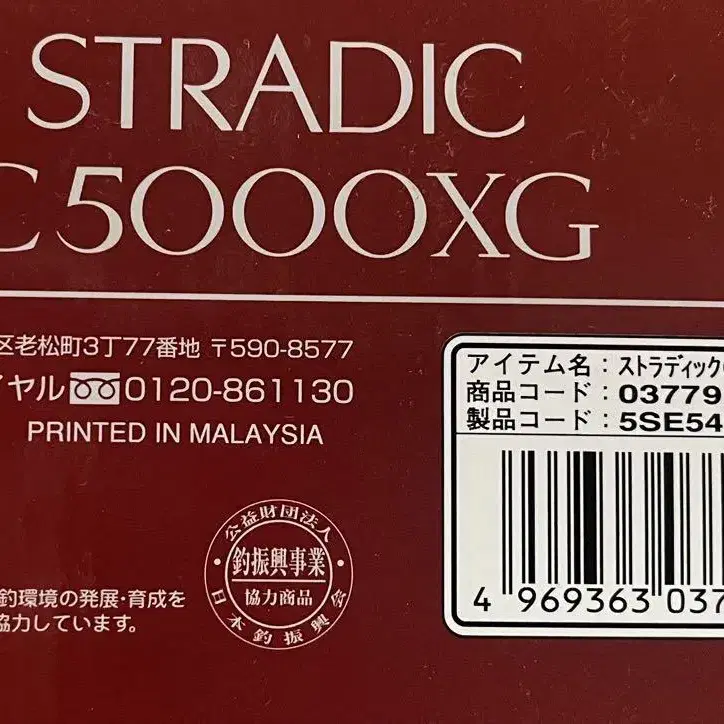 STRADIC
C5000XG
区老松町3丁77番地 〒590-8577
イヤル 0120-861130
PRINTED IN MALAYSIA
アイテム名：ストラディック
商品コード：03779
製品コード：5SE54
4 969363 037
公益財団法人
釣振興事業
協力商品
日本釣振興会
釣環境の発展・育成を
協力しています。